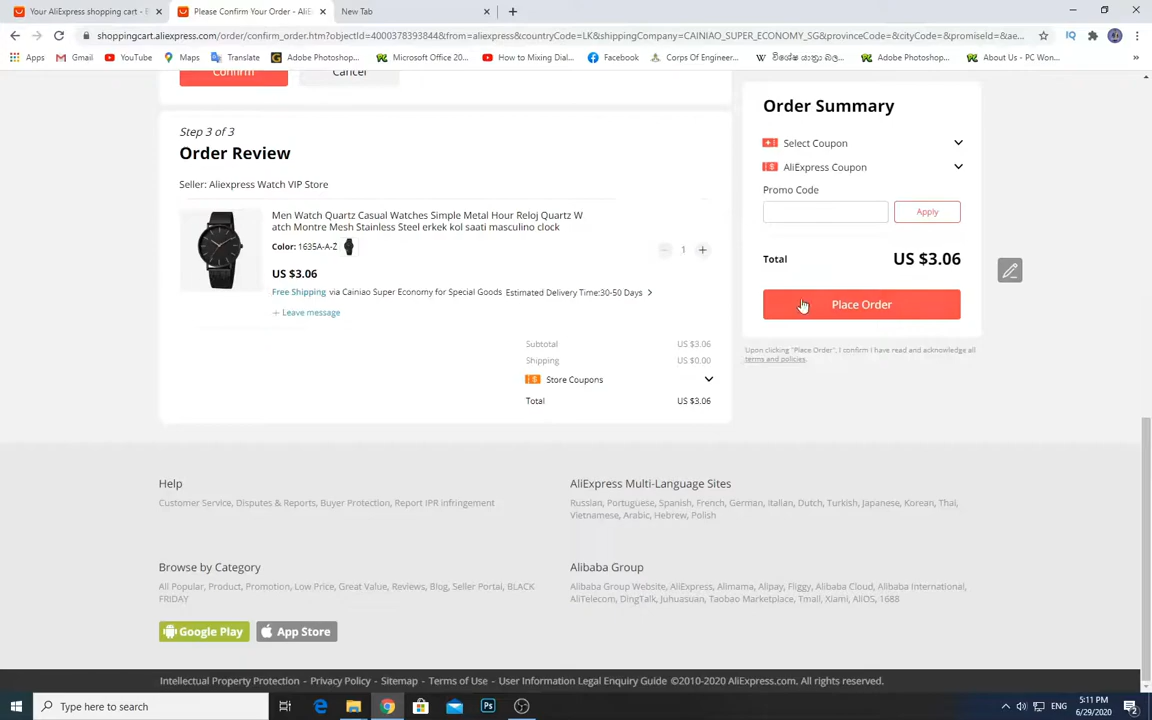 Your AliExpress shopping cart - E
Please Confirm Your Order - AliE
New Tab
shoppingcart.aliexpress.com/order/confirm_order.htm?objectId=4000378393844&from=aliexpress&countryCode=LK&shippingCompany=CAINIAO_SUPER_ECONOMY_SG&provinceCode=&cityCode=&promiseId=&ae...
Apps
Gmail
YouTube
Maps
Translate
Adobe Photoshop...
Microsoft Office 20...
How to Mixing Dial...
Facebook
Corps Of Engineer...
විශේෂ යාත්‍රා බල...
Adobe Photoshop...
About Us - PC Won...
Confirm
Cancel
Step 3 of 3
Order Review
Seller: Aliexpress Watch VIP Store
Men Watch Quartz Casual Watches Simple Metal Hour Reloj Quartz W
atch Montre Mesh Stainless Steel erkek kol saati masculino clock
Color: 1635A-A-Z
1
US $3.06
Free Shipping via Cainiao Super Economy for Special Goods Estimated Delivery Time:30-50 Days
+ Leave message
Subtotal US $3.06
Shipping US $0.00
Store Coupons
Total US $3.06
Order Summary
Select Coupon
AliExpress Coupon
Promo Code
Apply
Total US $3.06
Place Order
Upon clicking "Place Order", I confirm I have read and acknowledge all
terms and policies.
Help
Customer Service, Disputes & Reports, Buyer Protection, Report IPR infringement
AliExpress Multi-Language Sites
Russian, Portuguese, Spanish, French, German, Italian, Dutch, Turkish, Japanese, Korean, Thai,
Vietnamese, Arabic, Hebrew, Polish
Browse by Category
All Popular, Product, Promotion, Low Price, Great Value, Reviews, Blog, Seller Portal, BLACK
FRIDAY
Alibaba Group
Alibaba Group Website, AliExpress, Alimama, Alipay, Fliggy, Alibaba Cloud, Alibaba International,
AliTelecom, DingTalk, Juhuasuan, Taobao Marketplace, Tmall, Xiami, AliOS, 1688
Google Play
App Store
Intellectual Property Protection - Privacy Policy - Sitemap - Terms of Use - User Information Legal Enquiry Guide ©2010-2020 AliExpress.com. All rights reserved.
Type here to search
Ps
ENG
5:11 PM
6/29/2020
2